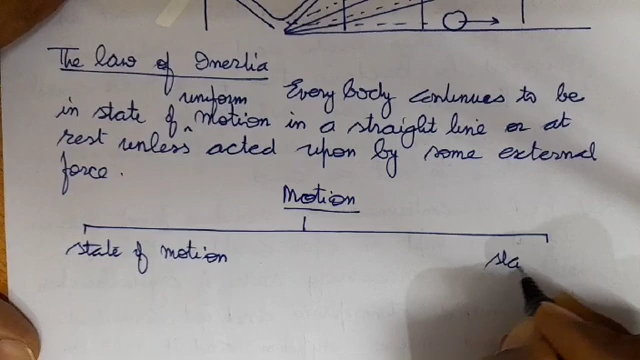 The law of Inertia
Every body continues to be
in state of uniform motion in a straight line or at
rest unless acted upon by some external
force.
Motion
state of motion sta